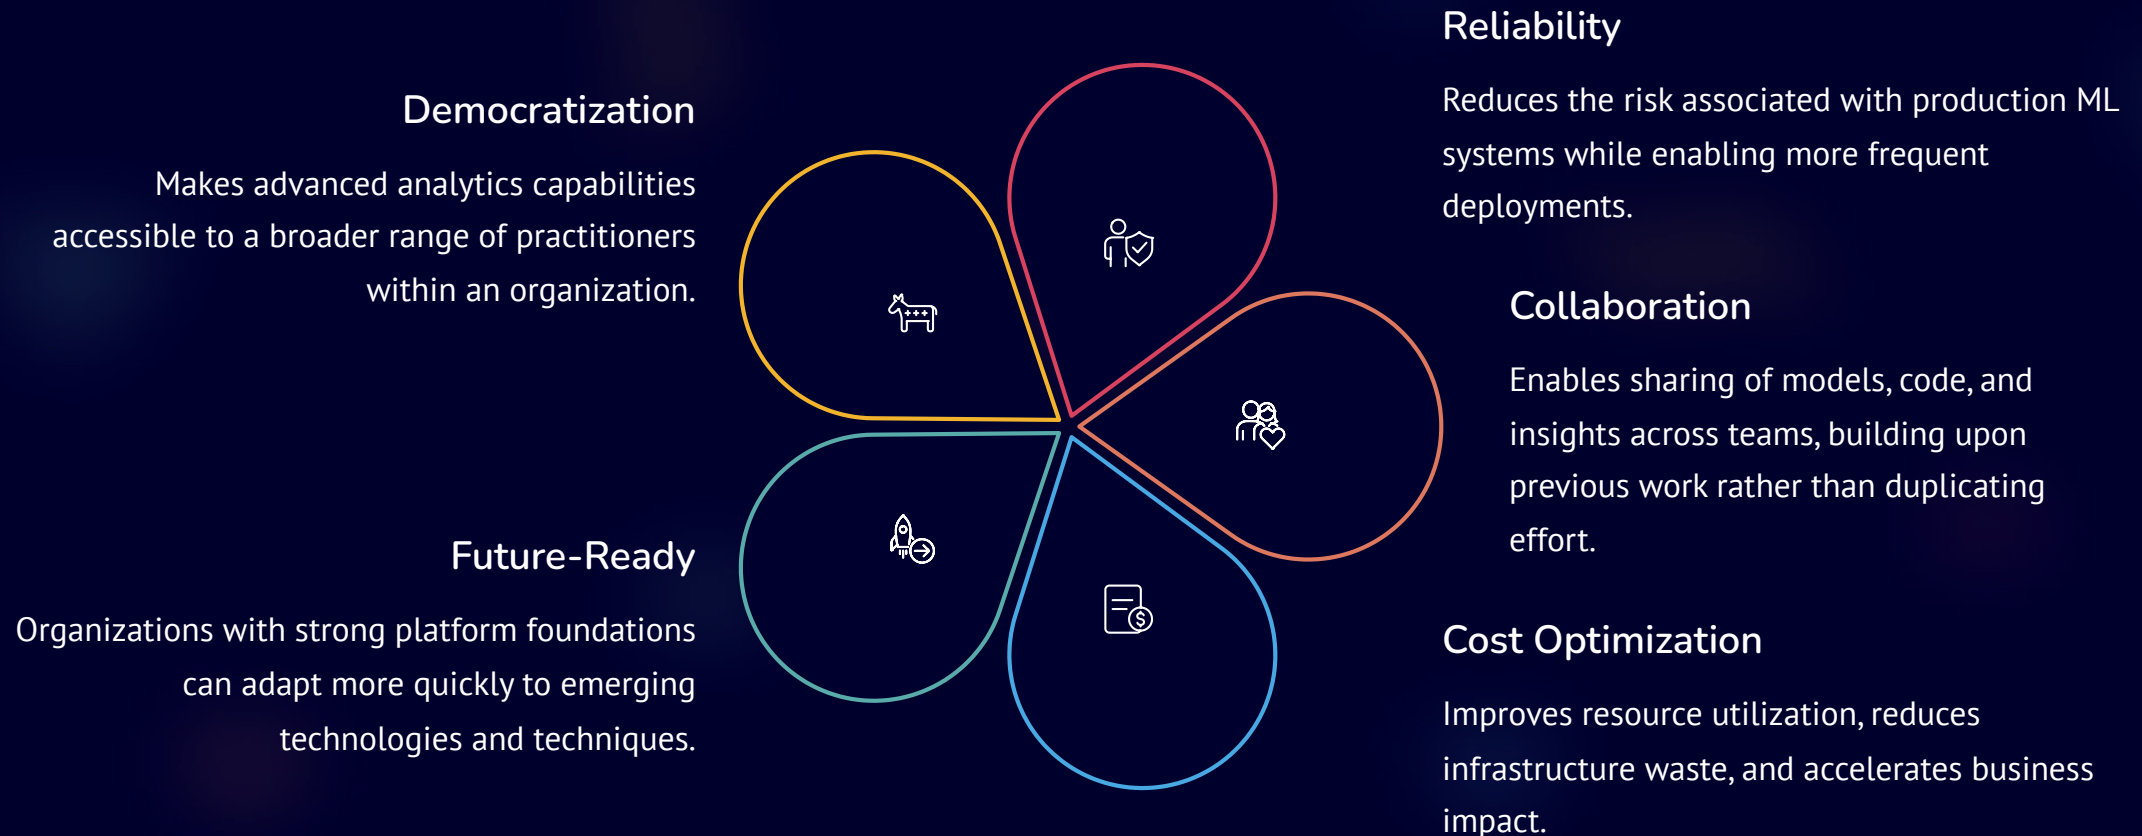 Democratization
Makes advanced analytics capabilities
accessible to a broader range of practitioners
within an organization.
Future-Ready
Organizations with strong platform foundations
can adapt more quickly to emerging
technologies and techniques.
Reliability
Reduces the risk associated with production ML
systems while enabling more frequent
deployments.
Collaboration
Enables sharing of models, code, and
insights across teams, building upon
previous work rather than duplicating
effort.
Cost Optimization
Improves resource utilization, reduces
infrastructure waste, and accelerates business
impact.
$